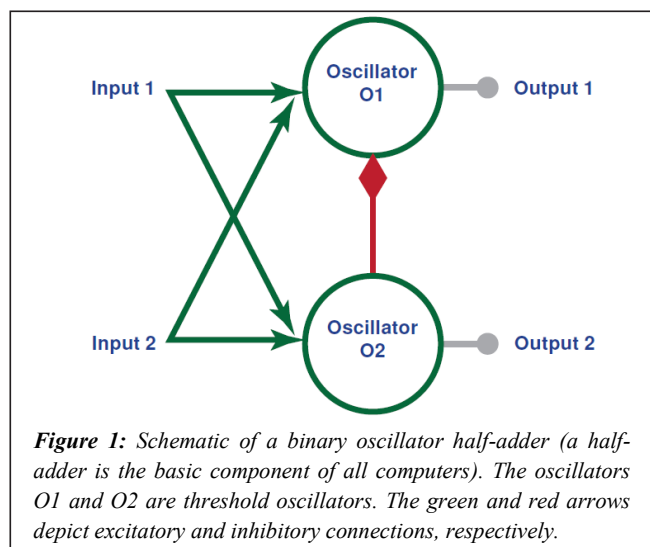 Input 1
Oscillator
O1
Output 1
Input 2
Oscillator
O2
Output 2
Figure 1: Schematic of a binary oscillator half-adder (a half-
adder is the basic component of all computers). The oscillators
O1 and O2 are threshold oscillators. The green and red arrows
depict excitatory and inhibitory connections, respectively.